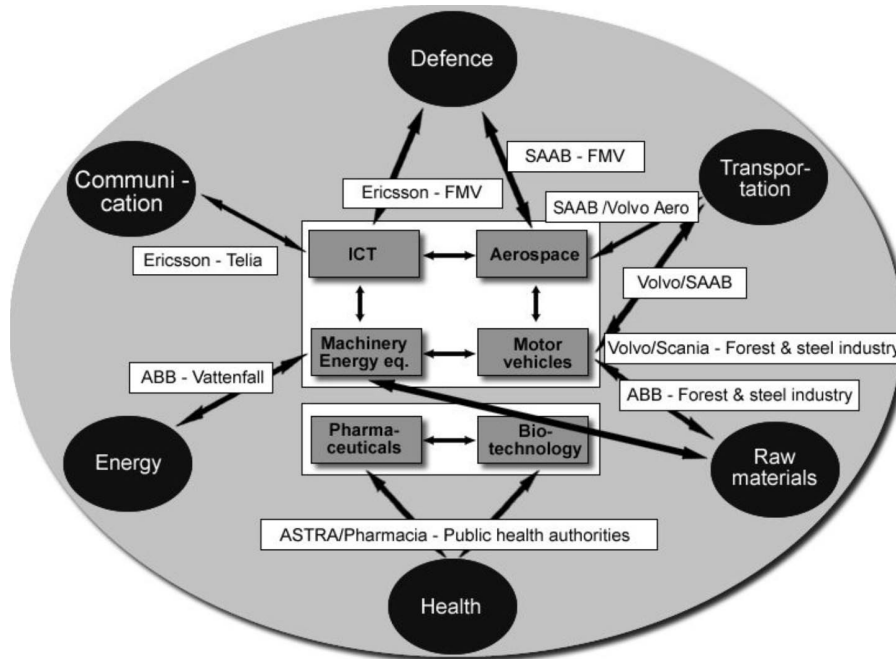 Defence
SAAB - FMV
Communi -
cation
Transpor-
tation
Ericsson - FMV
SAAB /Volvo Aero
Ericsson - Telia
ICT
Aerospace
Volvo/SAAB
Machinery
Energy eq.
Motor
vehicles
Volvo/Scania - Forest & steel industry
ABB - Vattenfall
ABB - Forest & steel industry
Pharma-
ceuticals
Bio-
technology
Energy
Raw
materials
ASTRA/Pharmacia - Public health authorities
Health